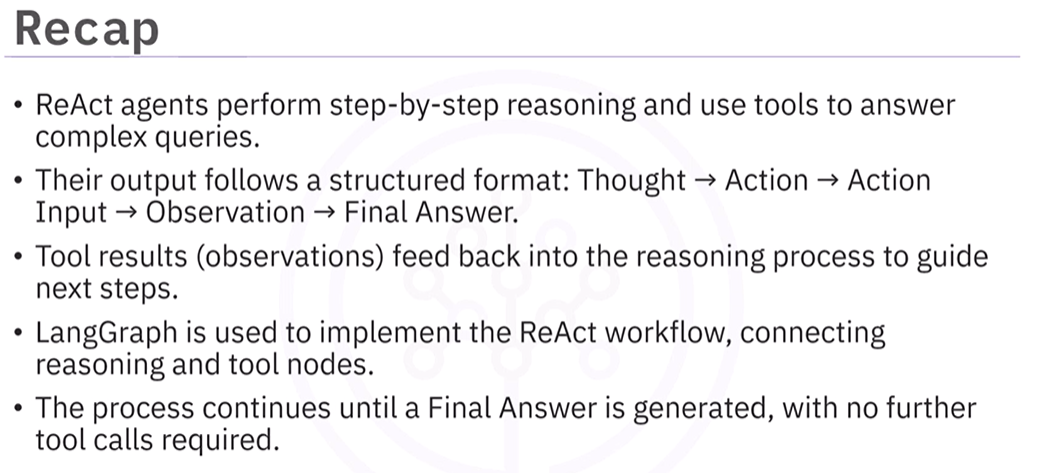 Recap
• ReAct agents perform step-by-step reasoning and use tools to answer
complex queries.
• Their output follows a structured format: Thought → Action → Action
Input → Observation → Final Answer.
• Tool results (observations) feed back into the reasoning process to guide
next steps.
• LangGraph is used to implement the ReAct workflow, connecting
reasoning and tool nodes.
• The process continues until a Final Answer is generated, with no further
tool calls required.